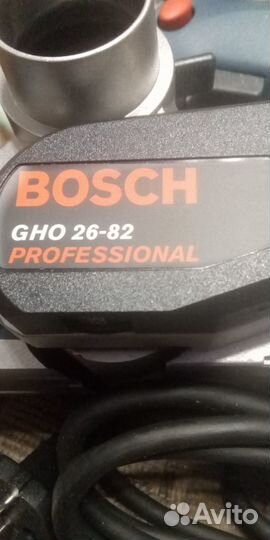 BOSCH
GHO 26-82
PROFESSIONAL
Avito